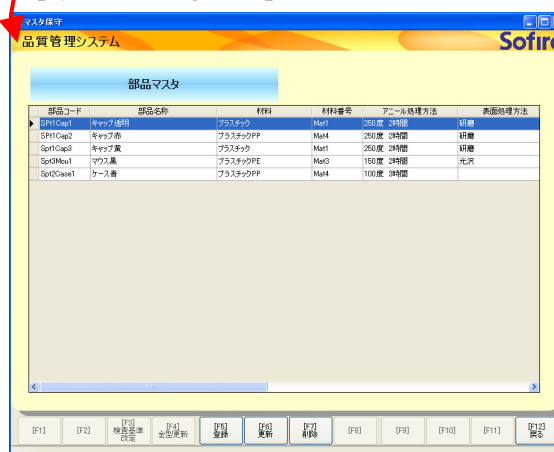 マスタ保守
品質管理システム
Sofire
部品マスタ
部品コード 部品名称 材料 材料番号 アニール処理方法 表面処理方法
SPrt1Cap1 キャップ透明 プラスチック Mat1 250度 2時間 研磨
SPrt1Cap2 キャップ赤 プラスチックPP Mat4 250度 2時間 研磨
Sprt1Cap3 キャップ黄 プラスチック Mat1 250度 2時間 研磨
Sprt3Mou1 マウス黒 プラスチックPE Mat3 150度 2時間 光沢
Sprt2Case1 ケース青 プラスチックPP Mat4 100度 3時間
[F1] [F2] [F3] 検査基準 改定 [F4] 金型更新 [F5] 登録 [F6] 更新 [F7] 削除 [F8] [F9] [F10] [F11] [F12] 戻る